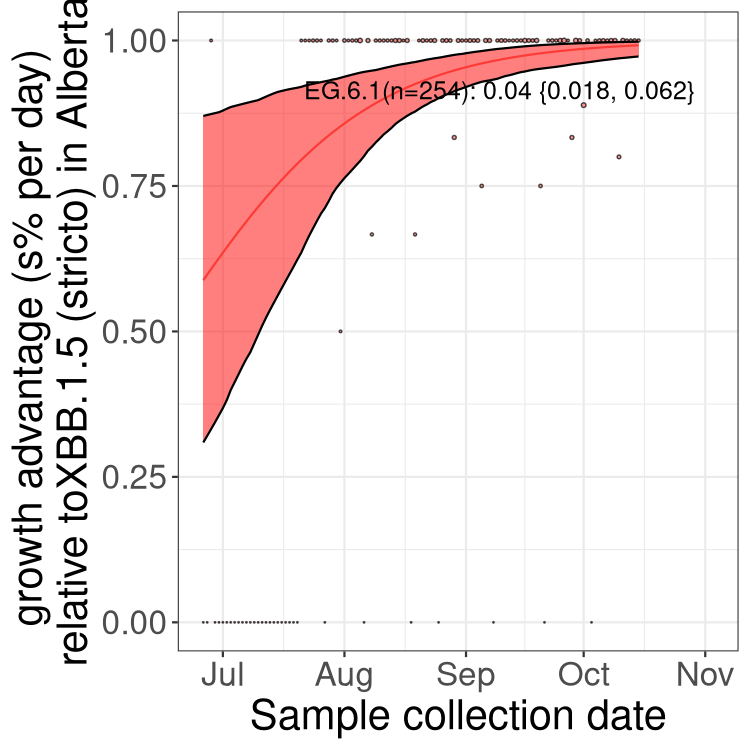 growth advantage (s% per day)
relative toXBB.1.5 (stricto) in Alberta
1.00
0.75
0.50
0.25
0.00
EG.6.1(n=254): 0.04 {0.018, 0.062}
Jul Aug Sep Oct Nov
Sample collection date